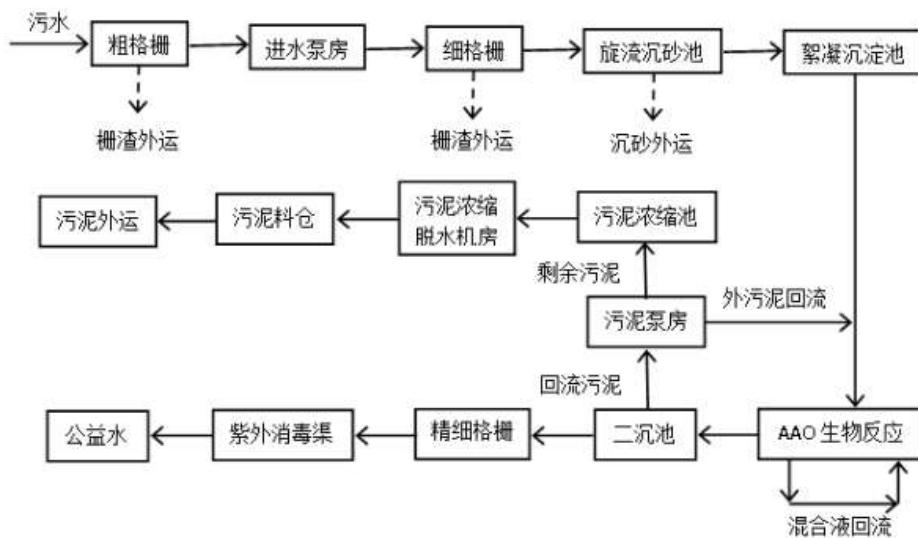 污水
粗格栅
进水泵房
细格栅
旋流沉砂池
絮凝沉淀池
栅渣外运
栅渣外运
沉砂外运
污泥外运
污泥料仓
污泥浓缩
脱水机房
污泥浓缩池
剩余污泥
外污泥回流
污泥泵房
回流污泥
公益水
紫外消毒渠
精细格栅
二沉池
AAO 生物反应
混合液回流